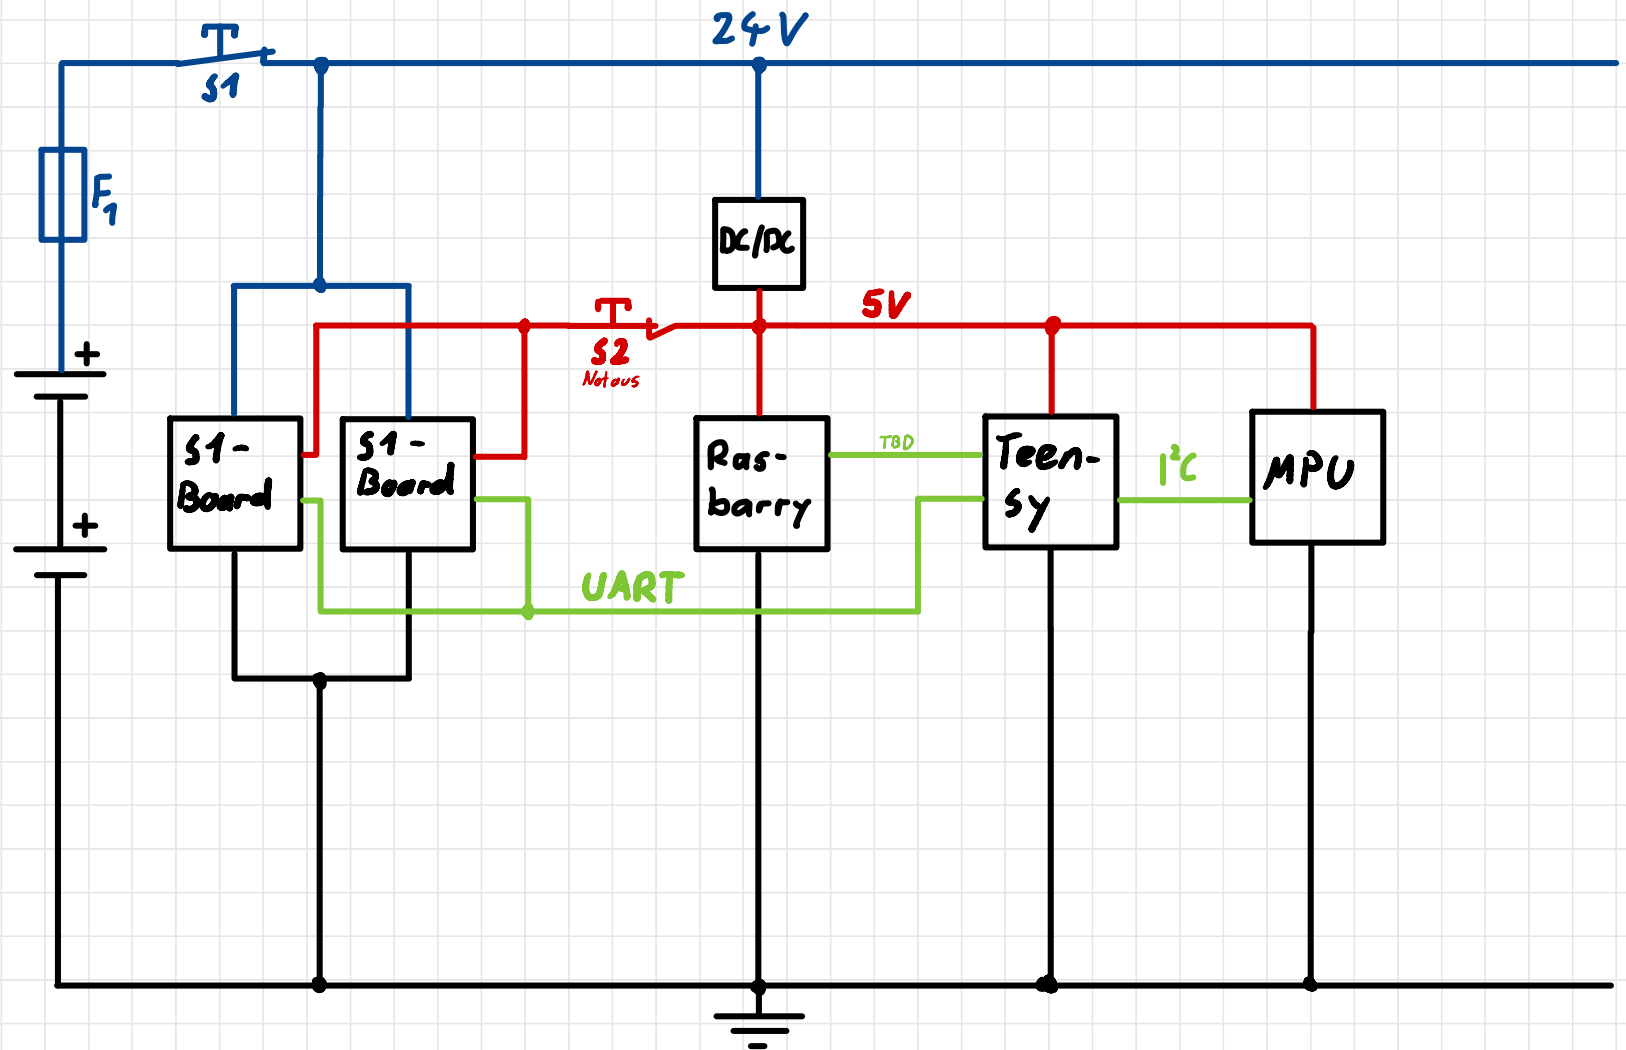 24V
S1
F1
DC/DC
5V
S2
Notaus
+
+
S1-
Board
S1-
Board
Ras-
barry
TBD
Teen-
sy
I²C
MPU
UART